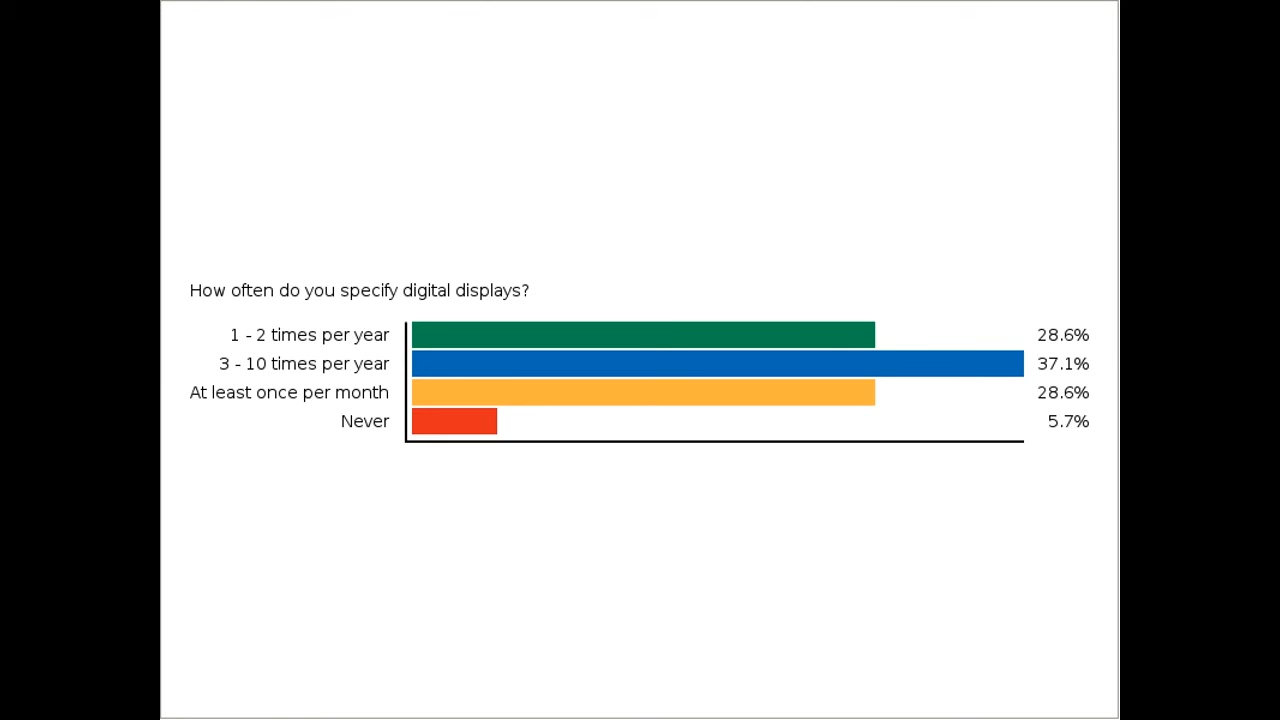 How often do you specify digital displays?
1 - 2 times per year 28.6%
3 - 10 times per year 37.1%
At least once per month 28.6%
Never 5.7%